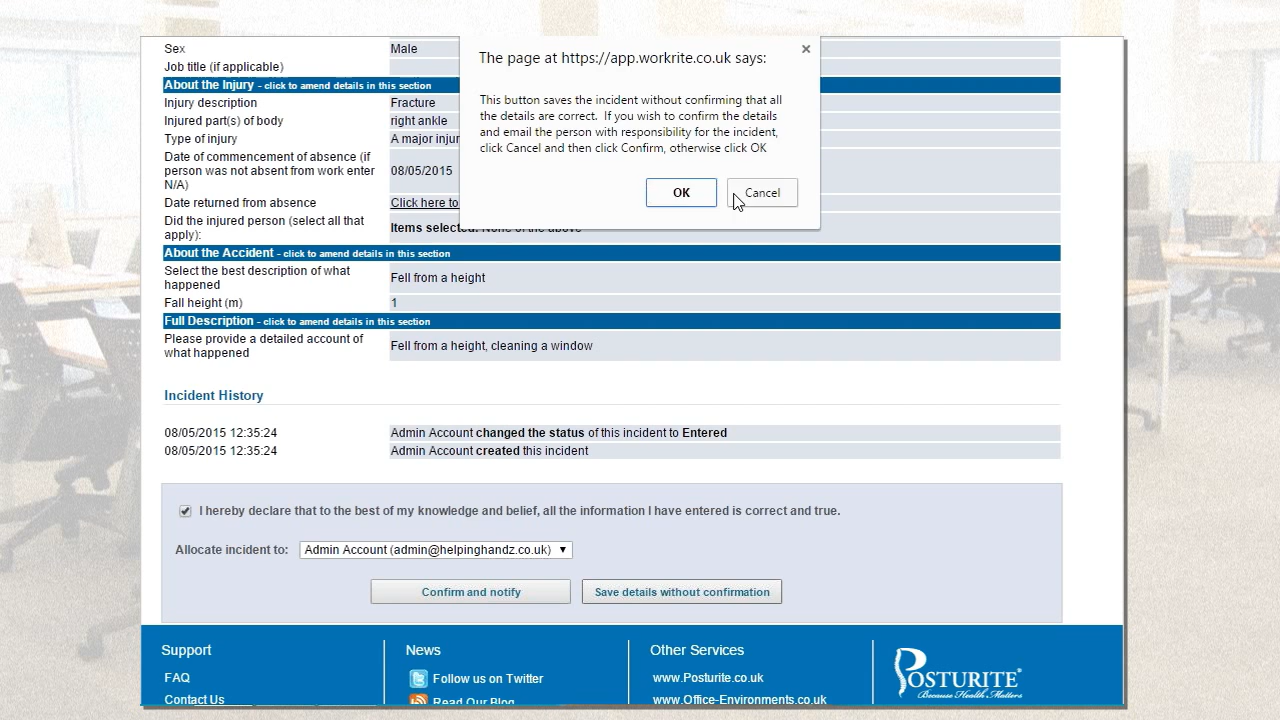 Sex Male
Job title (if applicable)
About the Injury - click to amend details in this section
Injury description Fracture
Injured part(s) of body right ankle
Type of injury A major injur
Date of commencement of absence (if
person was not absent from work enter
N/A)
08/05/2015
Date returned from absence Click here to
Did the injured person (select all that
apply):
Items selected: None of the above
About the Accident - click to amend details in this section
Select the best description of what
happened
Fell from a height
Fall height (m) 1
Full Description - click to amend details in this section
Please provide a detailed account of
what happened
Fell from a height, cleaning a window
The page at https://app.workrite.co.uk says:
×
This button saves the incident without confirming that all
the details are correct. If you wish to confirm the details
and email the person with responsibility for the incident,
click Cancel and then click Confirm, otherwise click OK
OK Cancel
Incident History
08/05/2015 12:35:24 Admin Account changed the status of this incident to Entered
08/05/2015 12:35:24 Admin Account created this incident
I hereby declare that to the best of my knowledge and belief, all the information I have entered is correct and true.
Allocate incident to: Admin Account (admin@helpinghandz.co.uk)
Confirm and notify Save details without confirmation
Support News Other Services
FAQ Follow us on Twitter www.Posturite.co.uk
Contact Us Read Our Blog www.Office-Environments.co.uk
POSTURITE
Because Health Matters